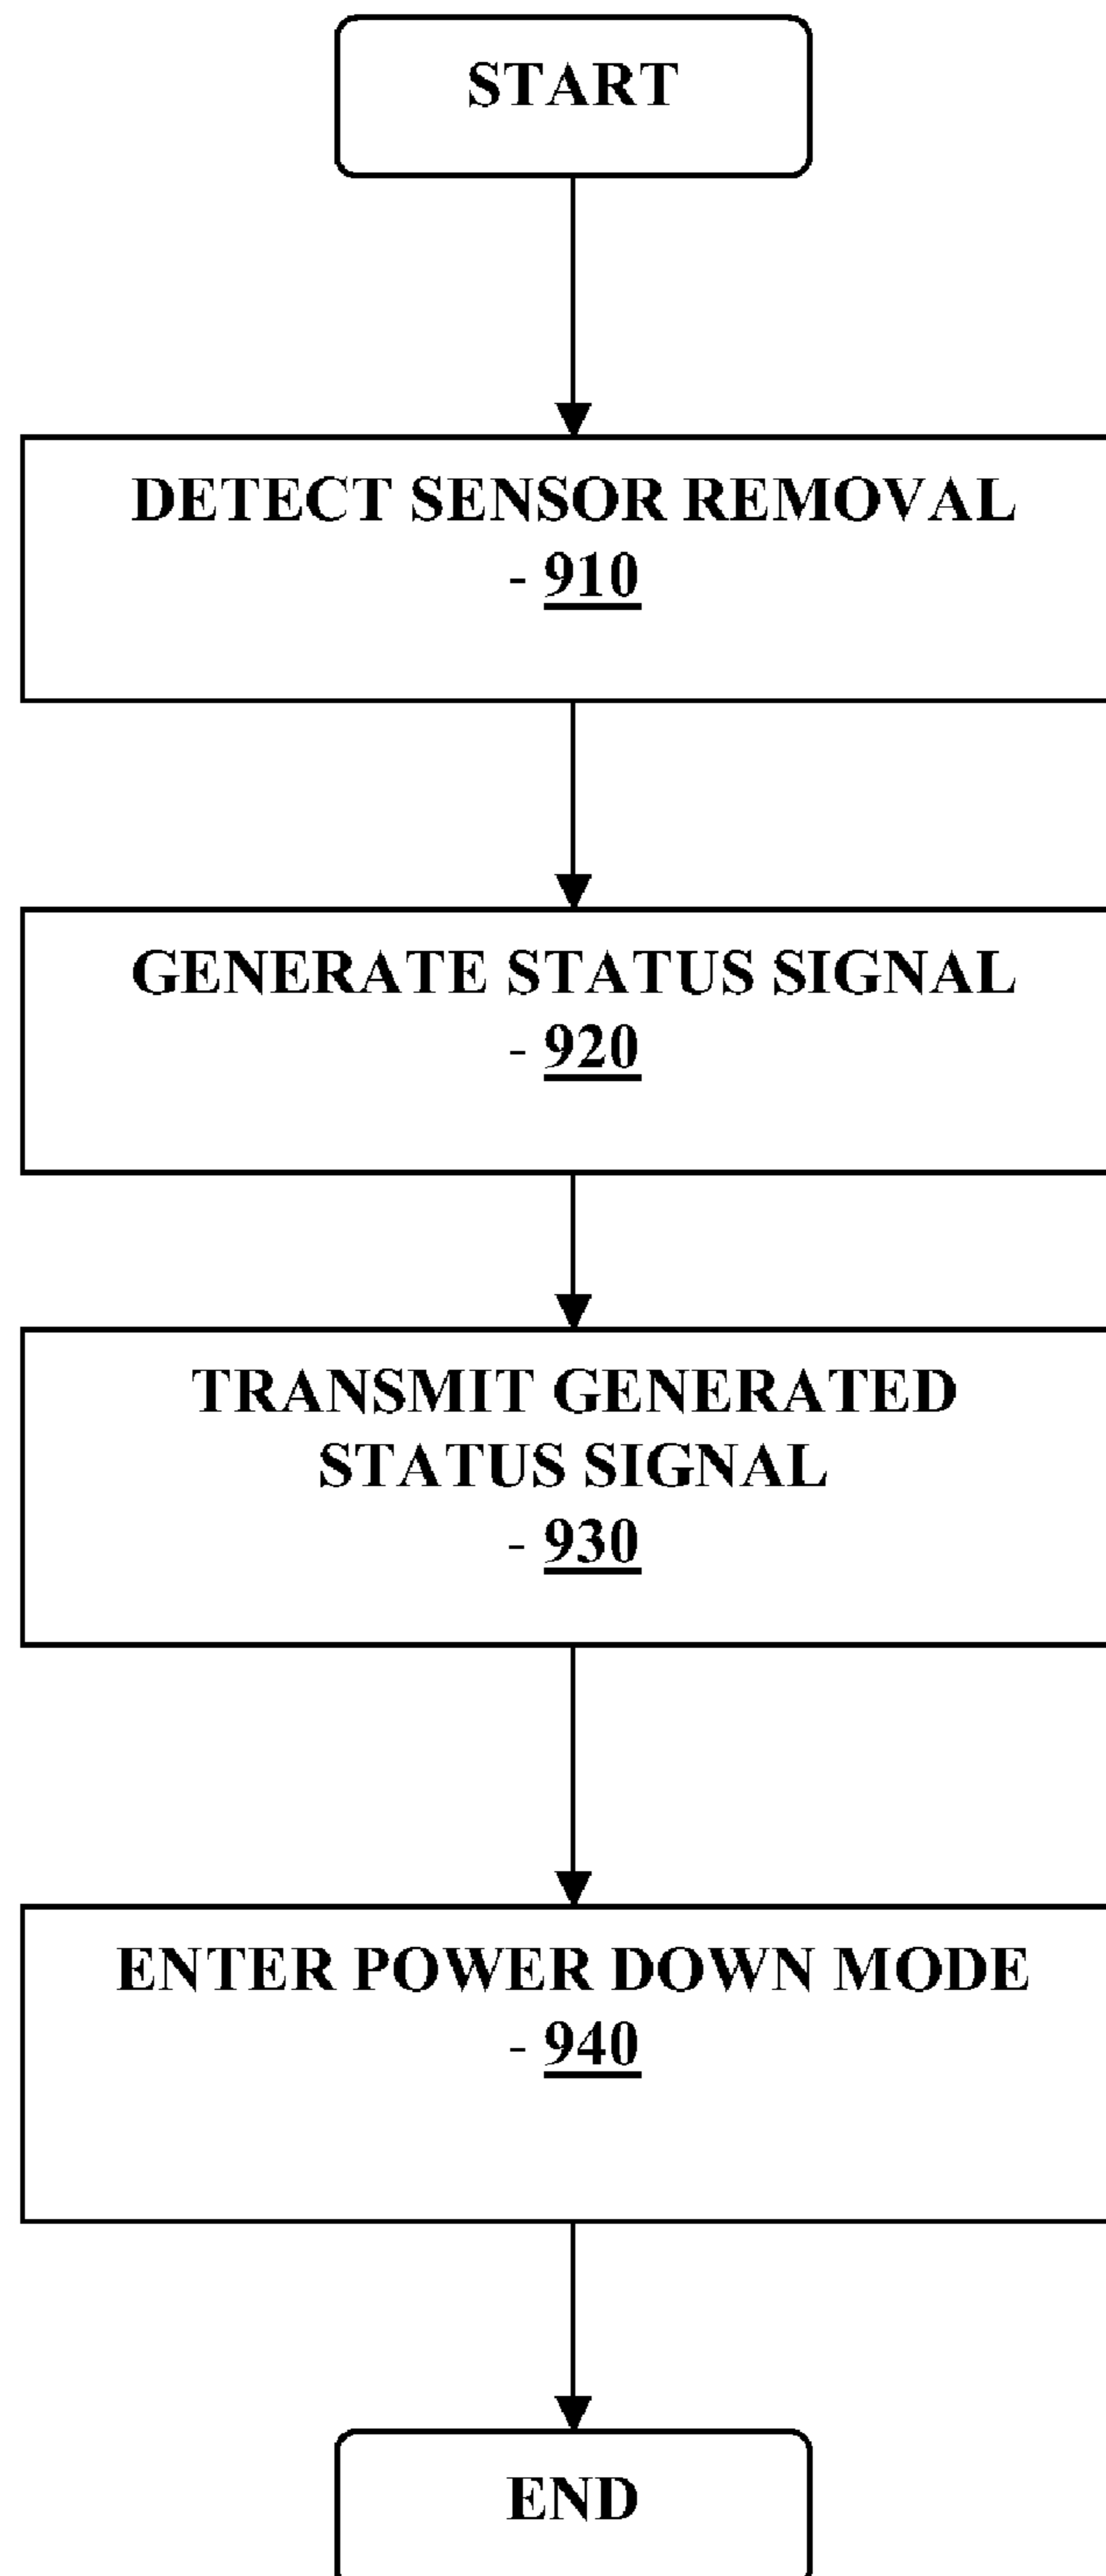 START
DETECT SENSOR REMOVAL
- 910
GENERATE STATUS SIGNAL
- 920
TRANSMIT GENERATED
STATUS SIGNAL
- 930
ENTER POWER DOWN MODE
- 940
END